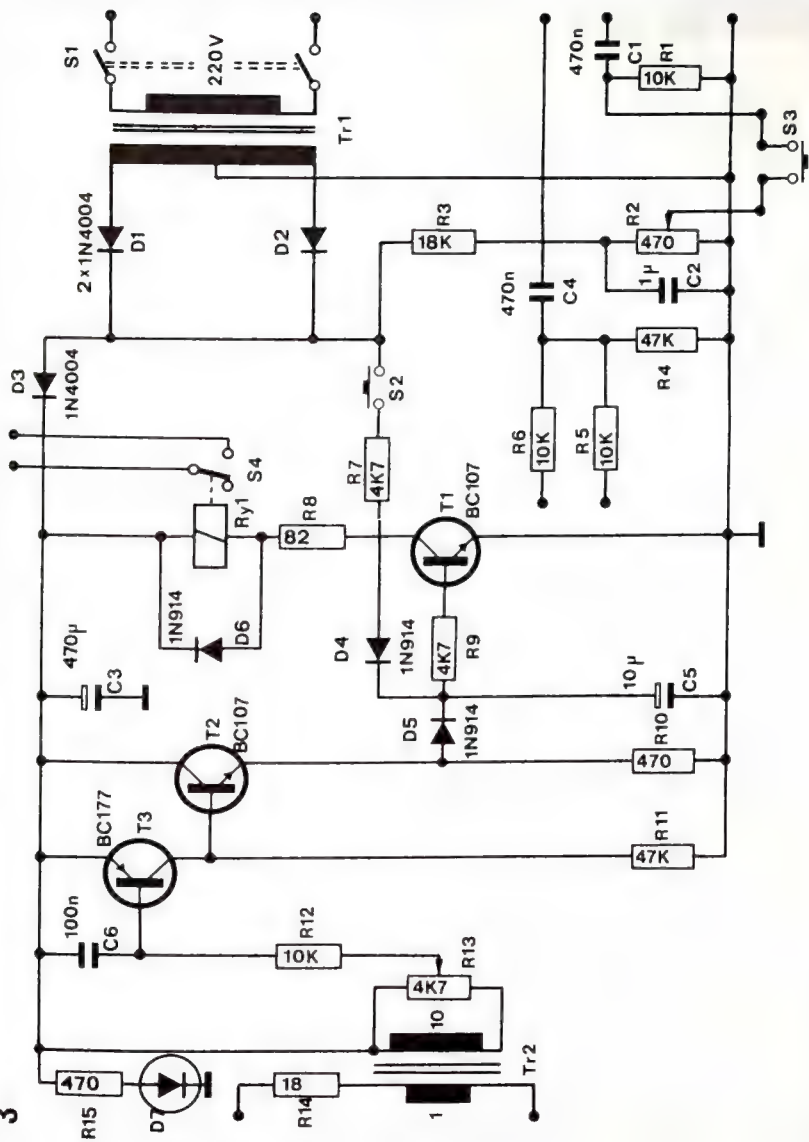 3
S1
220V
Tr1
2x1N4004
D1
D2
D3
1N4004
470n
C1
R1
10K
S3
R3
18K
R2
470
1µ
C2
470n
C4
47K
R4
R6
10K
R5
10K
S2
R7
4K7
S4
Ry1
R8
82
T1
BC107
1N914
D6
D4
1N914
4K7
R9
470µ
C3
D5
1N914
10µ
C5
T2
BC107
R10
470
BC177
T3
R11
47K
100n
C6
R12
10K
R13
4K7
10
Tr2
1
R14
18
R15
470
D7